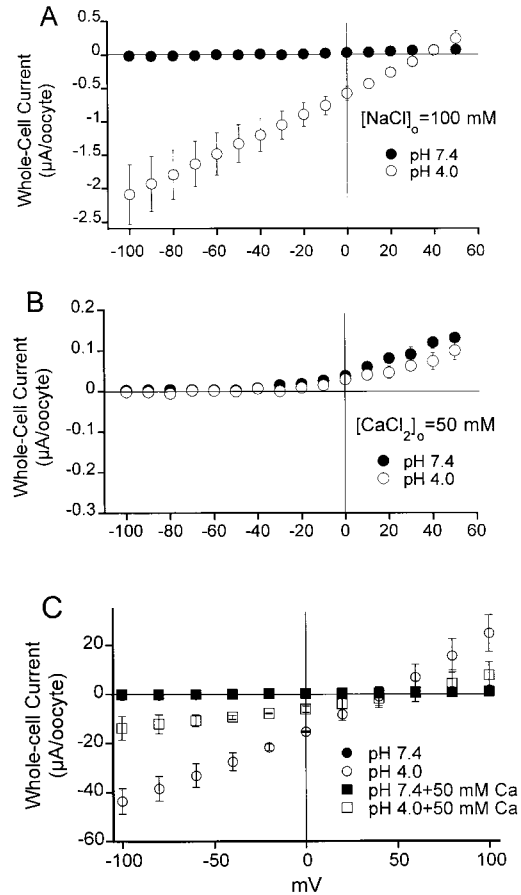 A
0.5
0
-0.5
-1
-1.5
-2
-2.5
Whole-Cell Current
(µA/oocyte)
[NaCl]o=100 mM
pH 7.4
pH 4.0
-100 -80 -60 -40 -20 0 20 40 60
B
0.2
0.1
0
-0.1
-0.2
-0.3
Whole-Cell Current
(µA/oocyte)
[CaCl2]o=50 mM
pH 7.4
pH 4.0
-100 -80 -60 -40 -20 0 20 40 60
C
20
0
-20
-40
-60
Whole-cell Current
(µA/oocyte)
pH 7.4
pH 4.0
pH 7.4+50 mM Ca
pH 4.0+50 mM Ca
-100 -50 0 50 100
mV